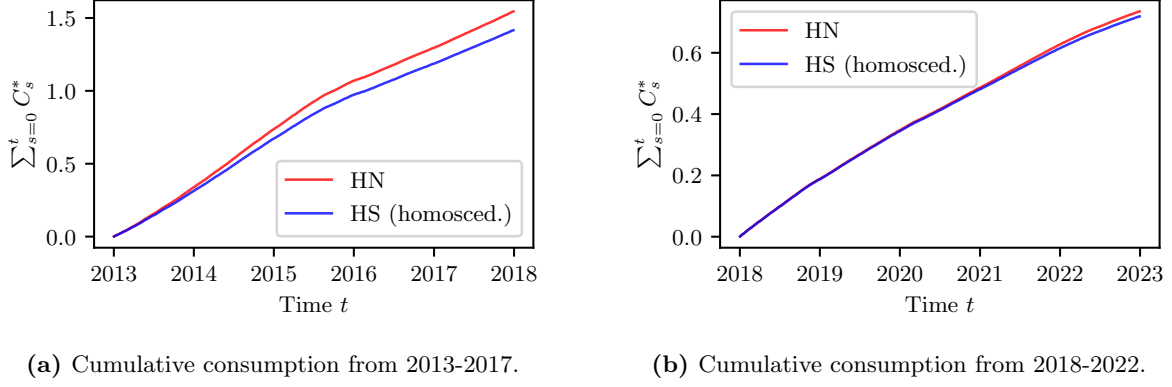 1.5
1.0
0.5
0.0
∑_{s=0}^{t} C_s^*
HN
HS (homosced.)
2013 2014 2015 2016 2017 2018
Time t
(a) Cumulative consumption from 2013-2017.
0.6
0.4
0.2
0.0
∑_{s=0}^{t} C_s^*
HN
HS (homosced.)
2018 2019 2020 2021 2022 2023
Time t
(b) Cumulative consumption from 2018-2022.